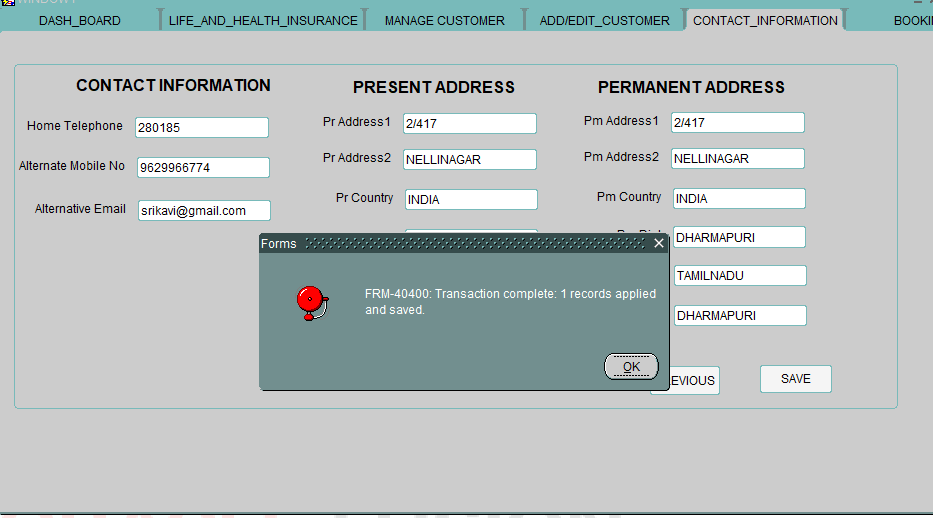 DASH_BOARD LIFE_AND_HEALTH_INSURANCE MANAGE CUSTOMER ADD/EDIT_CUSTOMER CONTACT_INFORMATION
CONTACT INFORMATION PRESENT ADDRESS PERMANENT ADDRESS
Home Telephone 280185 Pr Address1 2/417 Pm Address1 2/417
Alternate Mobile No 9629966774 Pr Address2 NELLINAGAR Pm Address2 NELLINAGAR
Alternative Email srikavi@gmail.com Pr Country INDIA Pm Country INDIA
DHARMAPURI
Forms
TAMILNADU
FRM-40400: Transaction complete: 1 records applied
and saved.
DHARMAPURI
OK EVIOUS SAVE